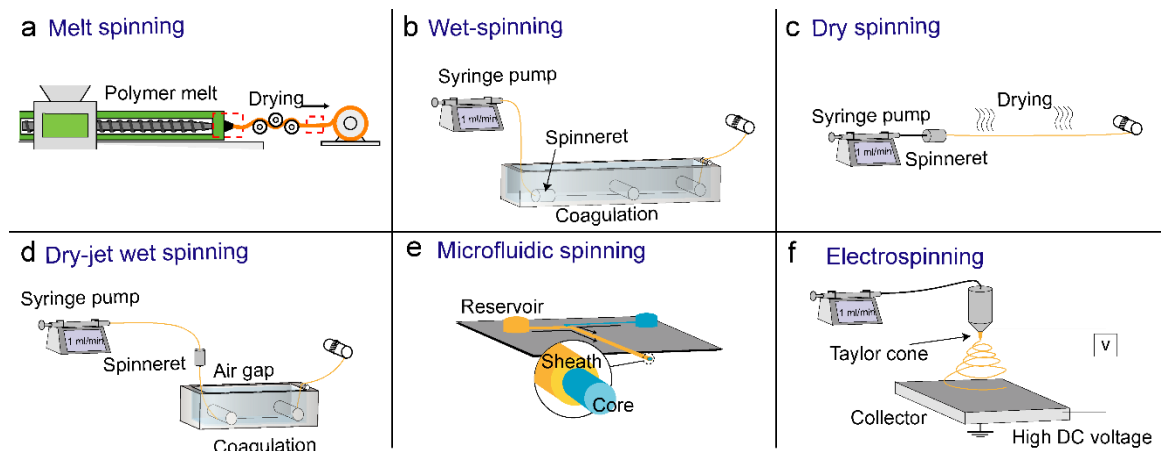 a Melt spinning
Polymer melt
Drying
b Wet-spinning
Syringe pump
1 ml/min
Spinneret
Coagulation
c Dry spinning
Drying
Syringe pump
1 ml/min
Spinneret
d Dry-jet wet spinning
Syringe pump
1 ml/min
Spinneret
Air gap
Coagulation
e Microfluidic spinning
Reservoir
Sheath
Core
f Electrospinning
1 ml/min
Taylor cone
V
Collector
High DC voltage